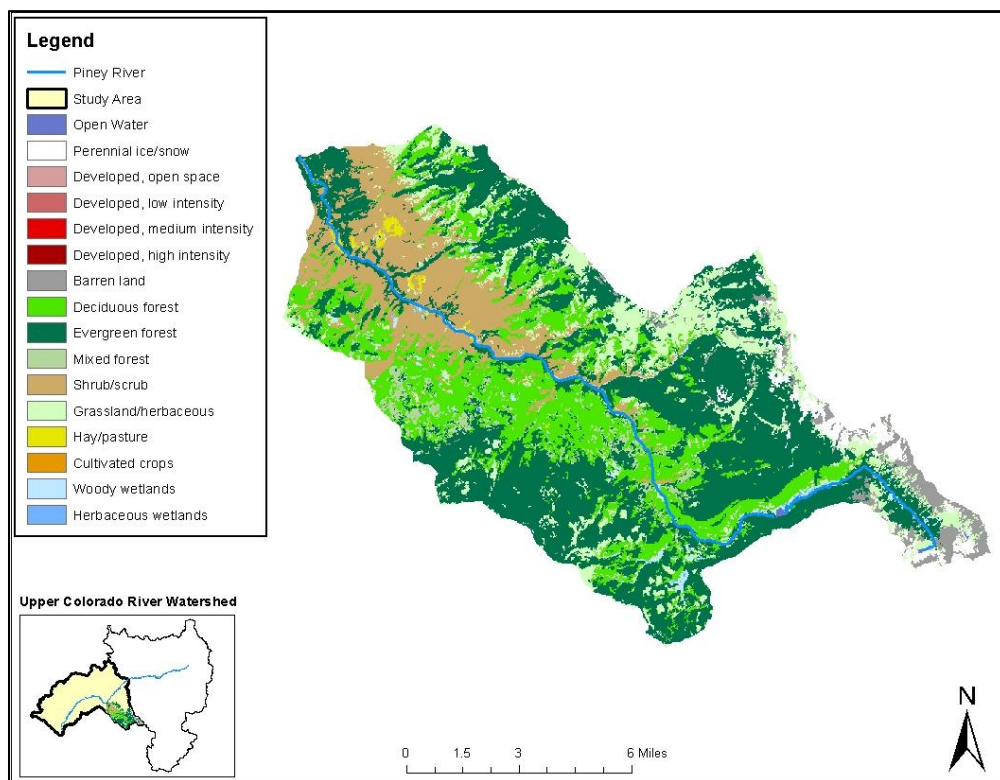 Legend
Piney River
Study Area
Open Water
Perennial ice/snow
Developed, open space
Developed, low intensity
Developed, medium intensity
Developed, high intensity
Barren land
Deciduous forest
Evergreen forest
Mixed forest
Shrub/scrub
Grassland/herbaceous
Hay/pasture
Cultivated crops
Woody wetlands
Herbaceous wetlands
Upper Colorado River Watershed
0 1.5 3 6 Miles
N